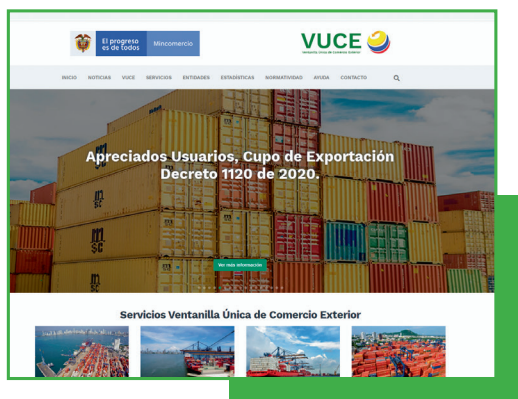 El progreso
es de todos
Mincomercio
VUCE
INICIO NOTICIAS VUCE SERVICIOS ENTIDADES ESTADÍSTICAS NORMATIVIDAD AYUDA CONTACTO
Apreciados Usuarios, Cupo de Exportación
Decreto 1120 de 2020.
Ver más información
Servicios Ventanilla Única de Comercio Exterior